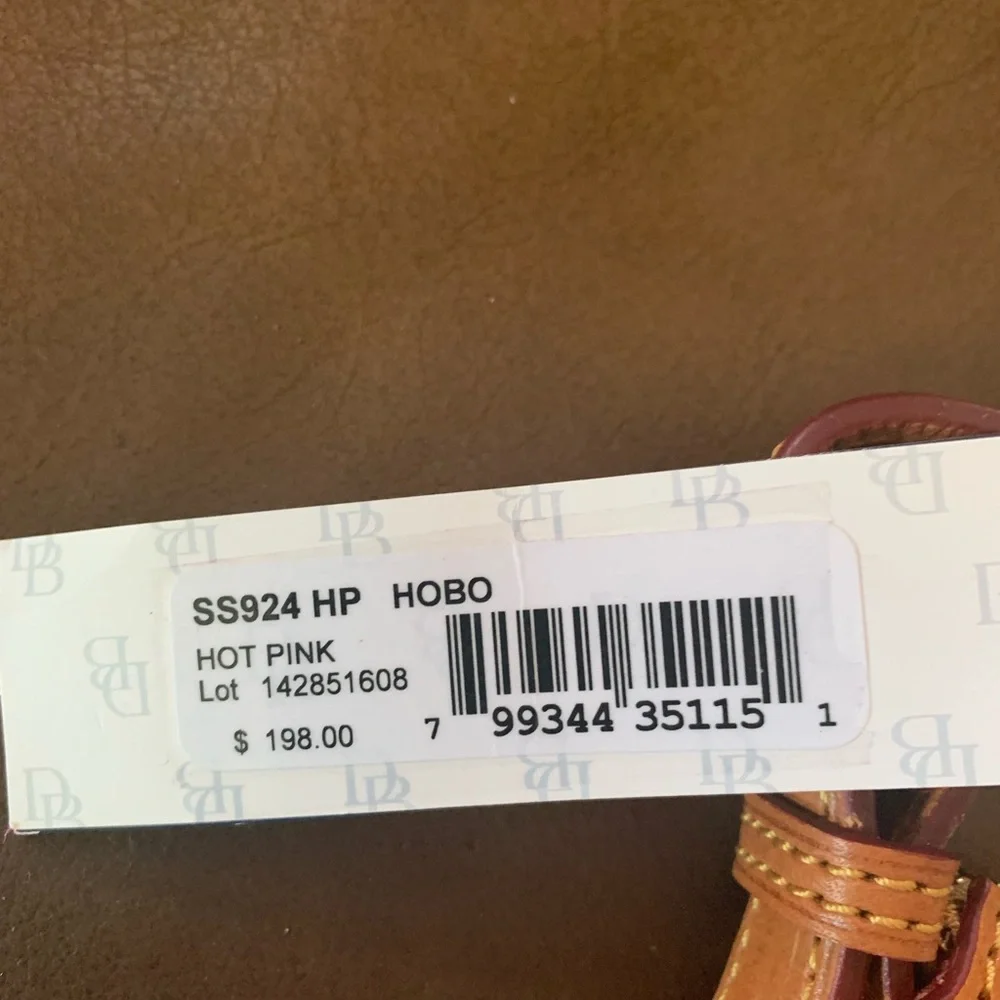 SS924 HP HOBO
HOT PINK
Lot 142851608
$ 198.00
7 99344 35115 1